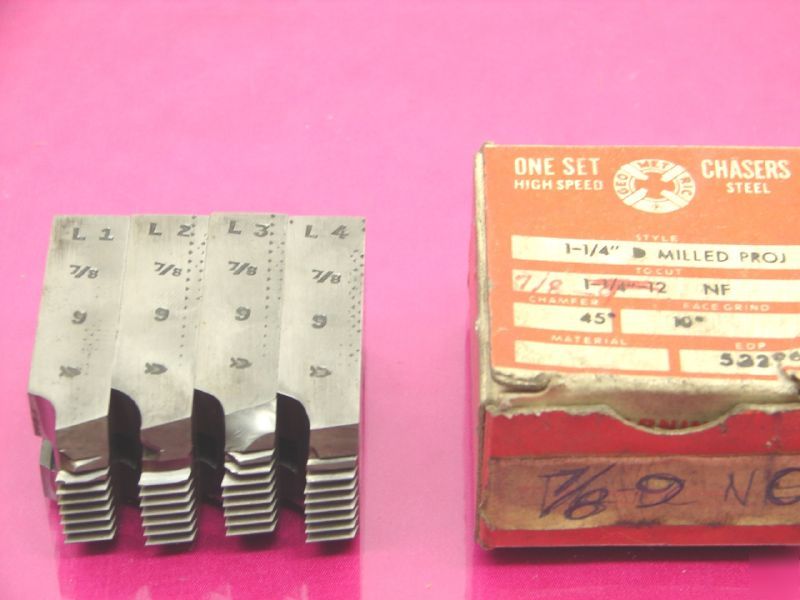 L 1 L 2 L 3 L 4
7/8 7/8 7/8 7/8
9 9 9 9
D D D D
ONE SET GEOMETRIC CHASERS
HIGH SPEED STEEL
STYLE
1-1/4" D MILLED PROJ
TO CUT
7/8 1-1/4"-12 NF
CHAMFER FACE GRIND
45° 10°
MATERIAL EDP
7/8-9 NC